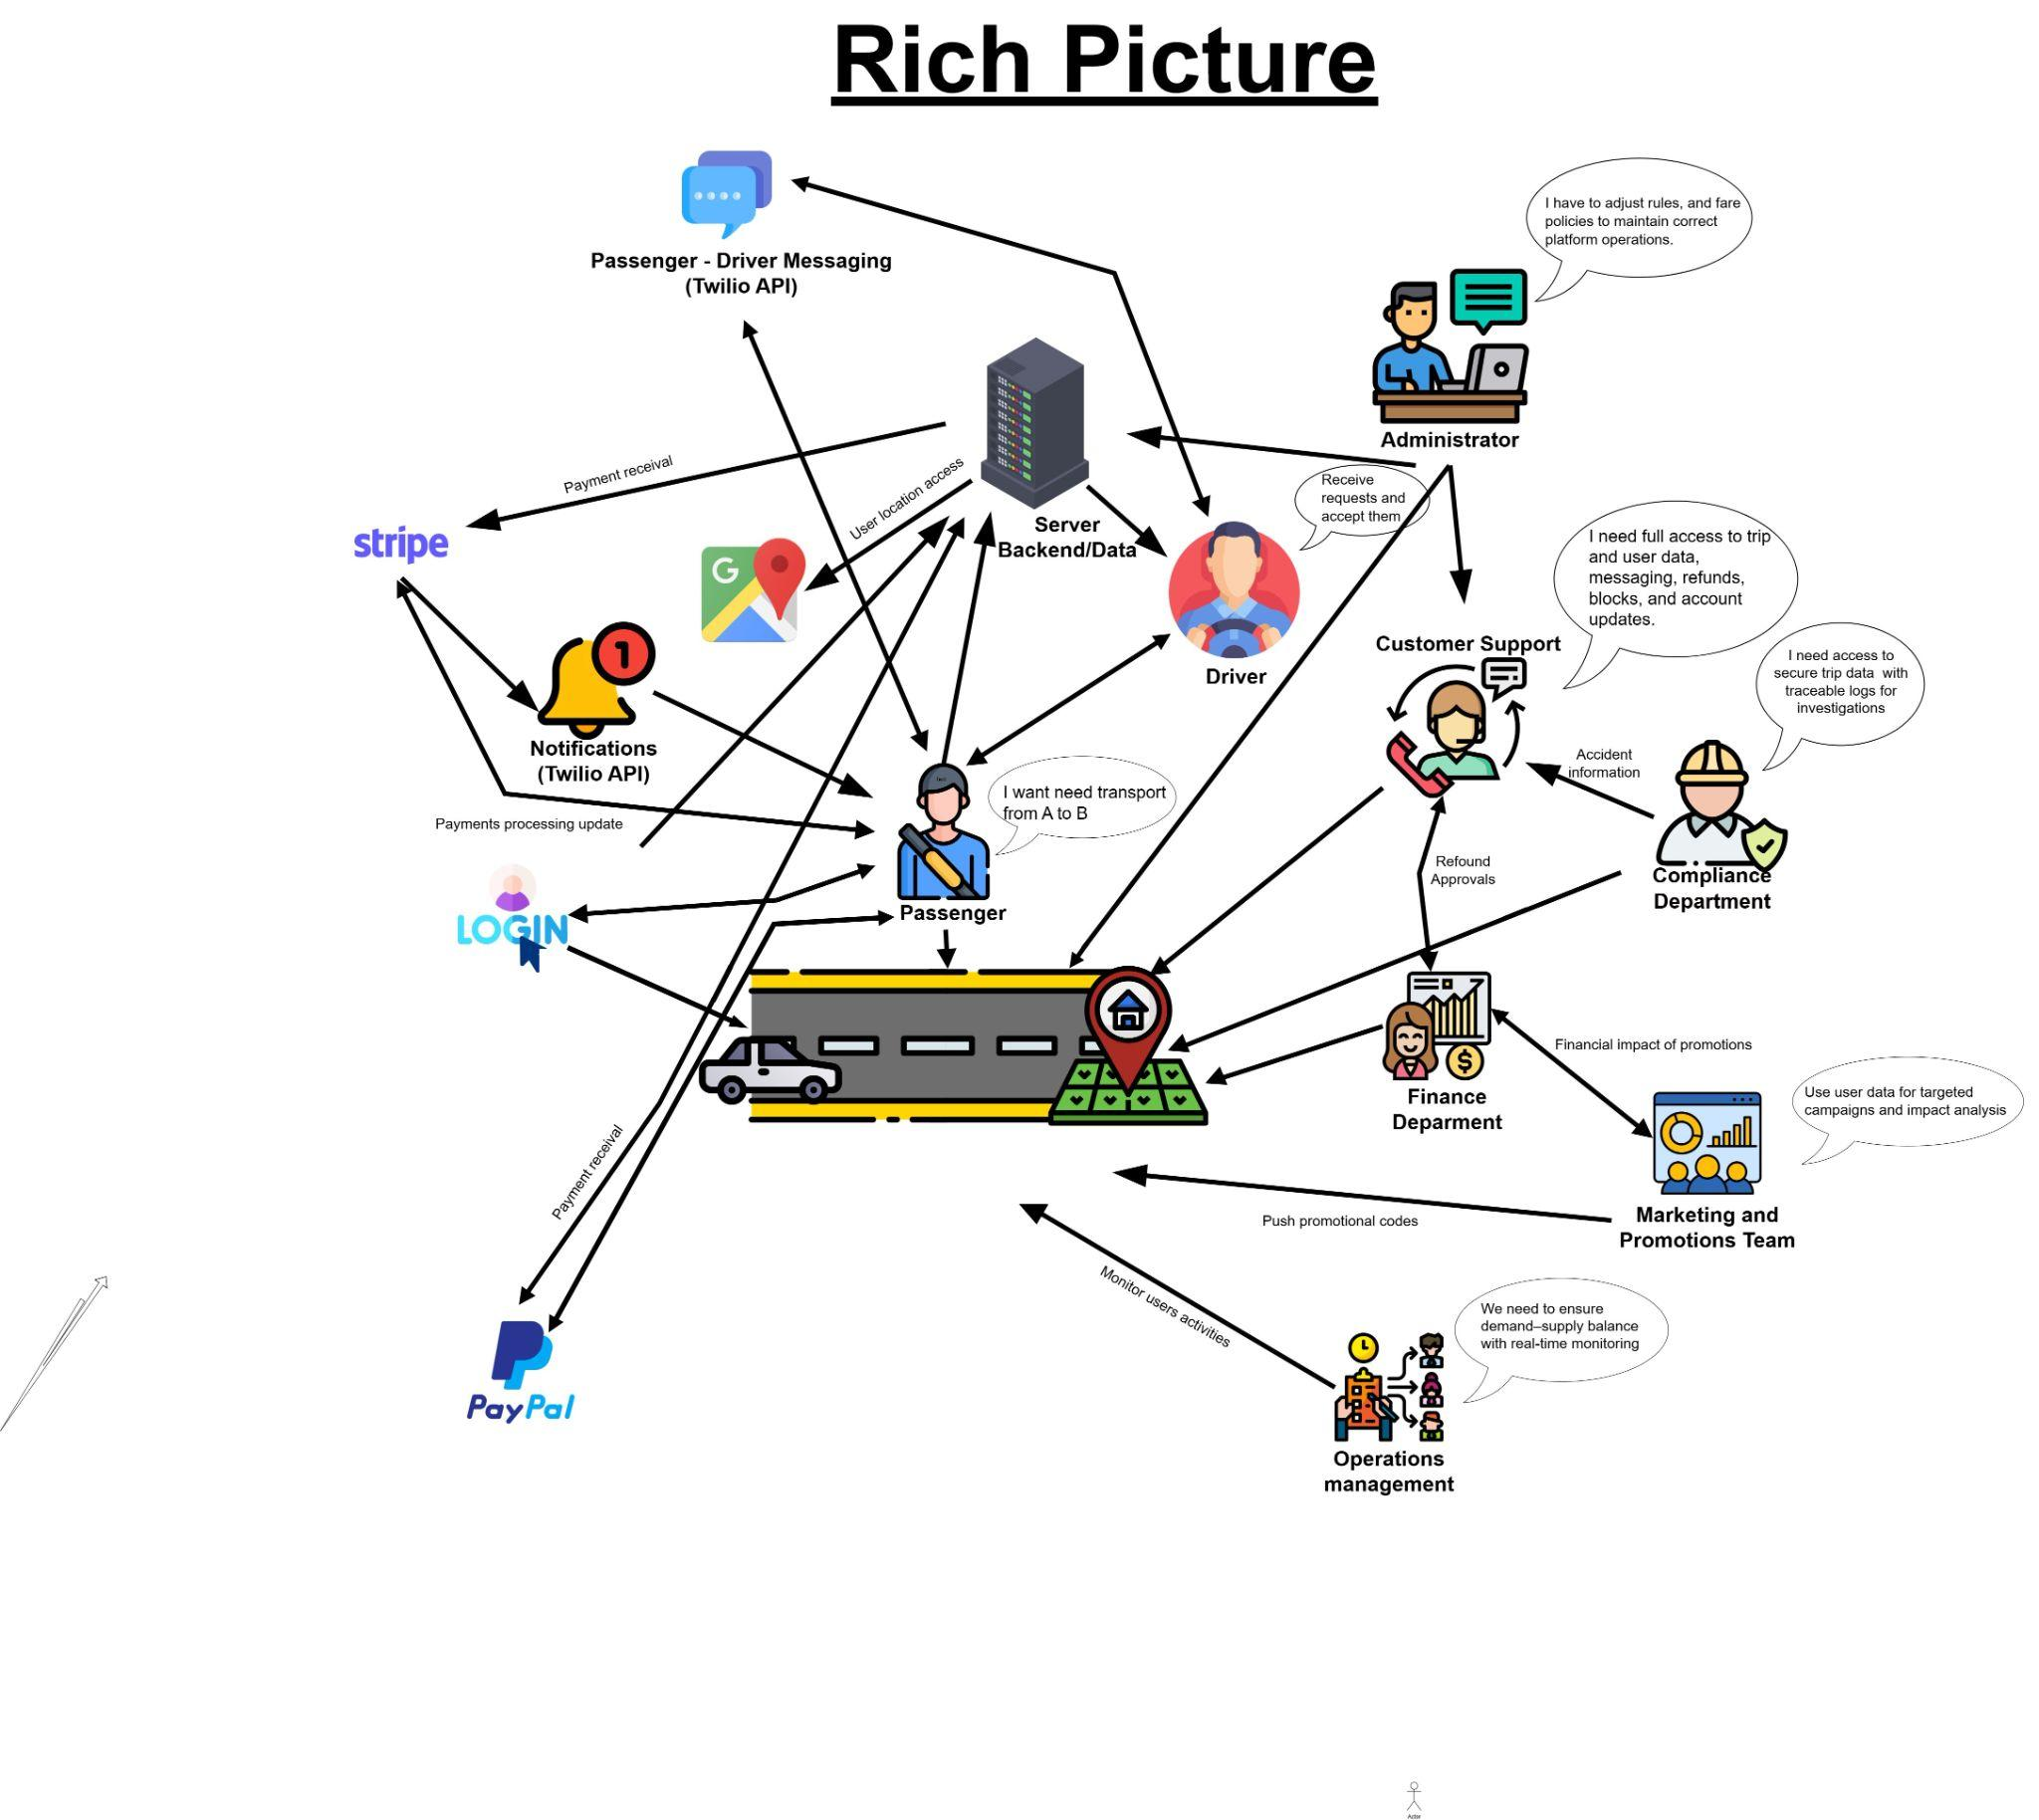 Rich Picture
Passenger - Driver Messaging
(Twilio API)
I have to adjust rules, and fare
policies to maintain correct
platform operations.
Administrator
Payment receival
User location access
Server
Backend/Data
Receive
requests and
accept them
stripe
G
I need full access to trip
and user data,
messaging, refunds,
blocks, and account
updates.
Customer Support
Driver
1
Notifications
(Twilio API)
I need access to
secure trip data with
traceable logs for
investigations
Accident
information
I want need transport
from A to B
Payments processing update
Refound
Approvals
Compliance
Department
LOGIN
Passenger
Financial impact of promotions
$
Finance
Deparment
Use user data for targeted
campaigns and impact analysis
Payment receival
Push promotional codes
Marketing and
Promotions Team
Monitor users activities
We need to ensure
demand–supply balance
with real-time monitoring
PayPal
Operations
management
Actor